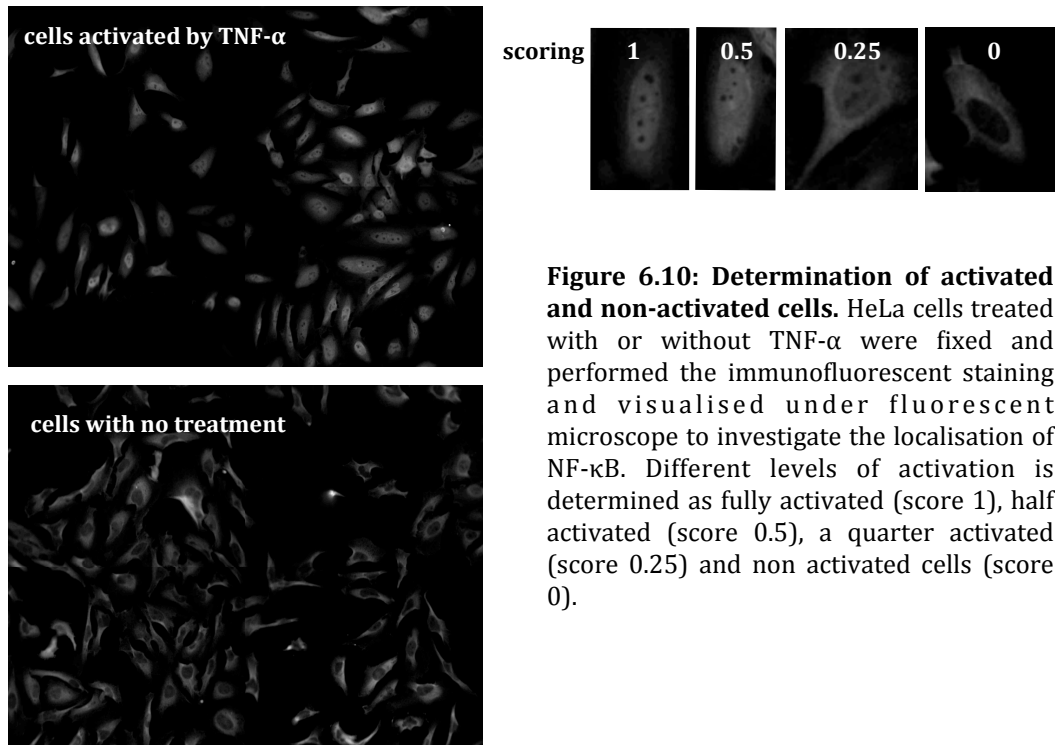 cells activated by TNF-α
scoring 1 0.5 0.25 0
Figure 6.10: Determination of activated
and non-activated cells. HeLa cells treated
with or without TNF-α were fixed and
performed the immunofluorescent staining
and visualised under fluorescent
microscope to investigate the localisation of
NF-κB. Different levels of activation is
determined as fully activated (score 1), half
activated (score 0.5), a quarter activated
(score 0.25) and non activated cells (score
0).
cells with no treatment